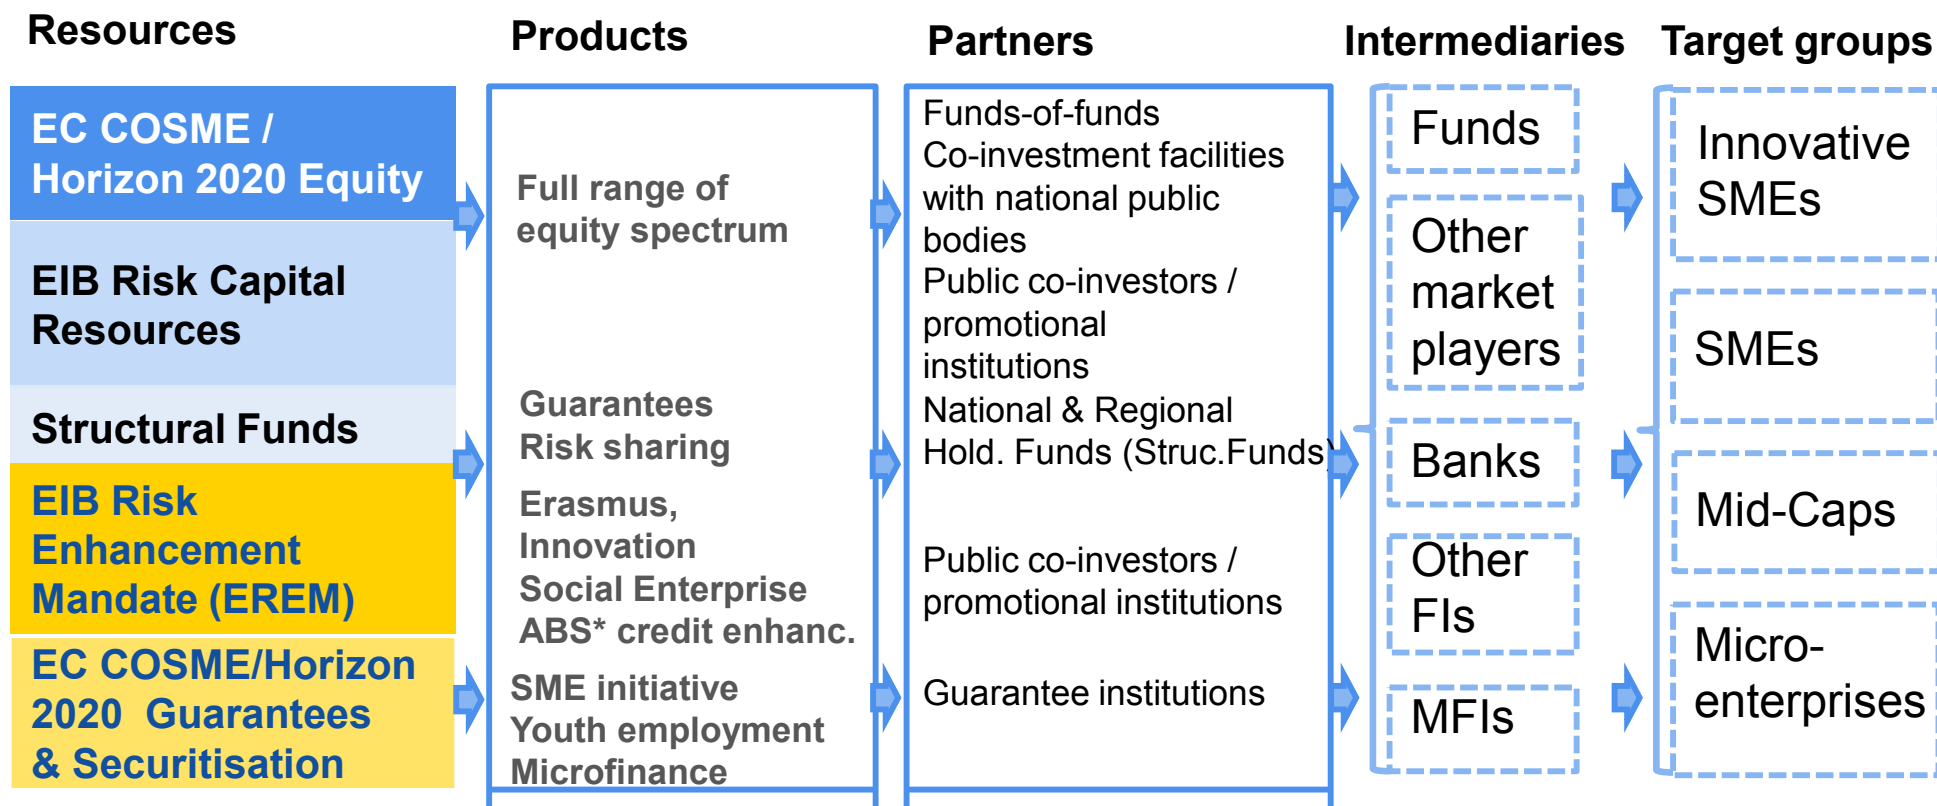 Resources
Products
Partners
Intermediaries
Target groups
EC COSME /
Horizon 2020 Equity
EIB Risk Capital
Resources
Structural Funds
EIB Risk
Enhancement
Mandate (EREM)
EC COSME/Horizon
2020 Guarantees
& Securitisation
Full range of
equity spectrum
Guarantees
Risk sharing
Erasmus,
Innovation
Social Enterprise
ABS* credit enhanc.
SME initiative
Youth employment
Microfinance
Funds-of-funds
Co-investment facilities
with national public
bodies
Public co-investors /
promotional
institutions
National & Regional
Hold. Funds (Struc.Funds)
Public co-investors /
promotional institutions
Guarantee institutions
Funds
Other
market
players
Banks
Other
FIs
MFIs
Innovative
SMEs
SMEs
Mid-Caps
Micro-
enterprises